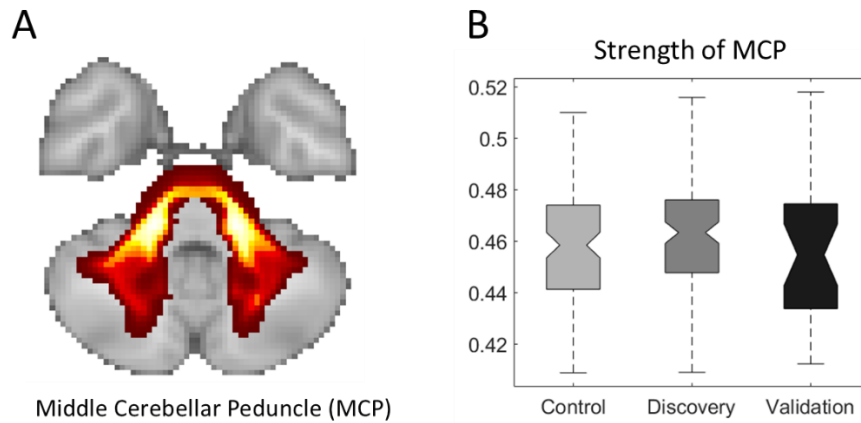 A
B
Strength of MCP
0.52
0.5
0.48
0.46
0.44
0.42
Control Discovery Validation
Middle Cerebellar Peduncle (MCP)